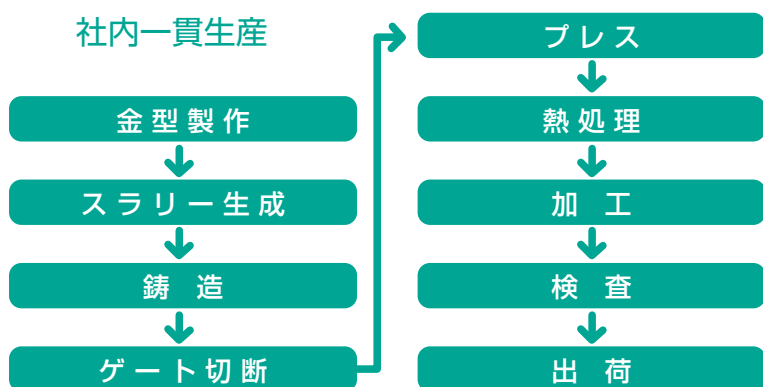 社内一貫生産
金型製作
スラリー生成
鋳造
ゲート切断
プレス
熱処理
加工
検査
出荷